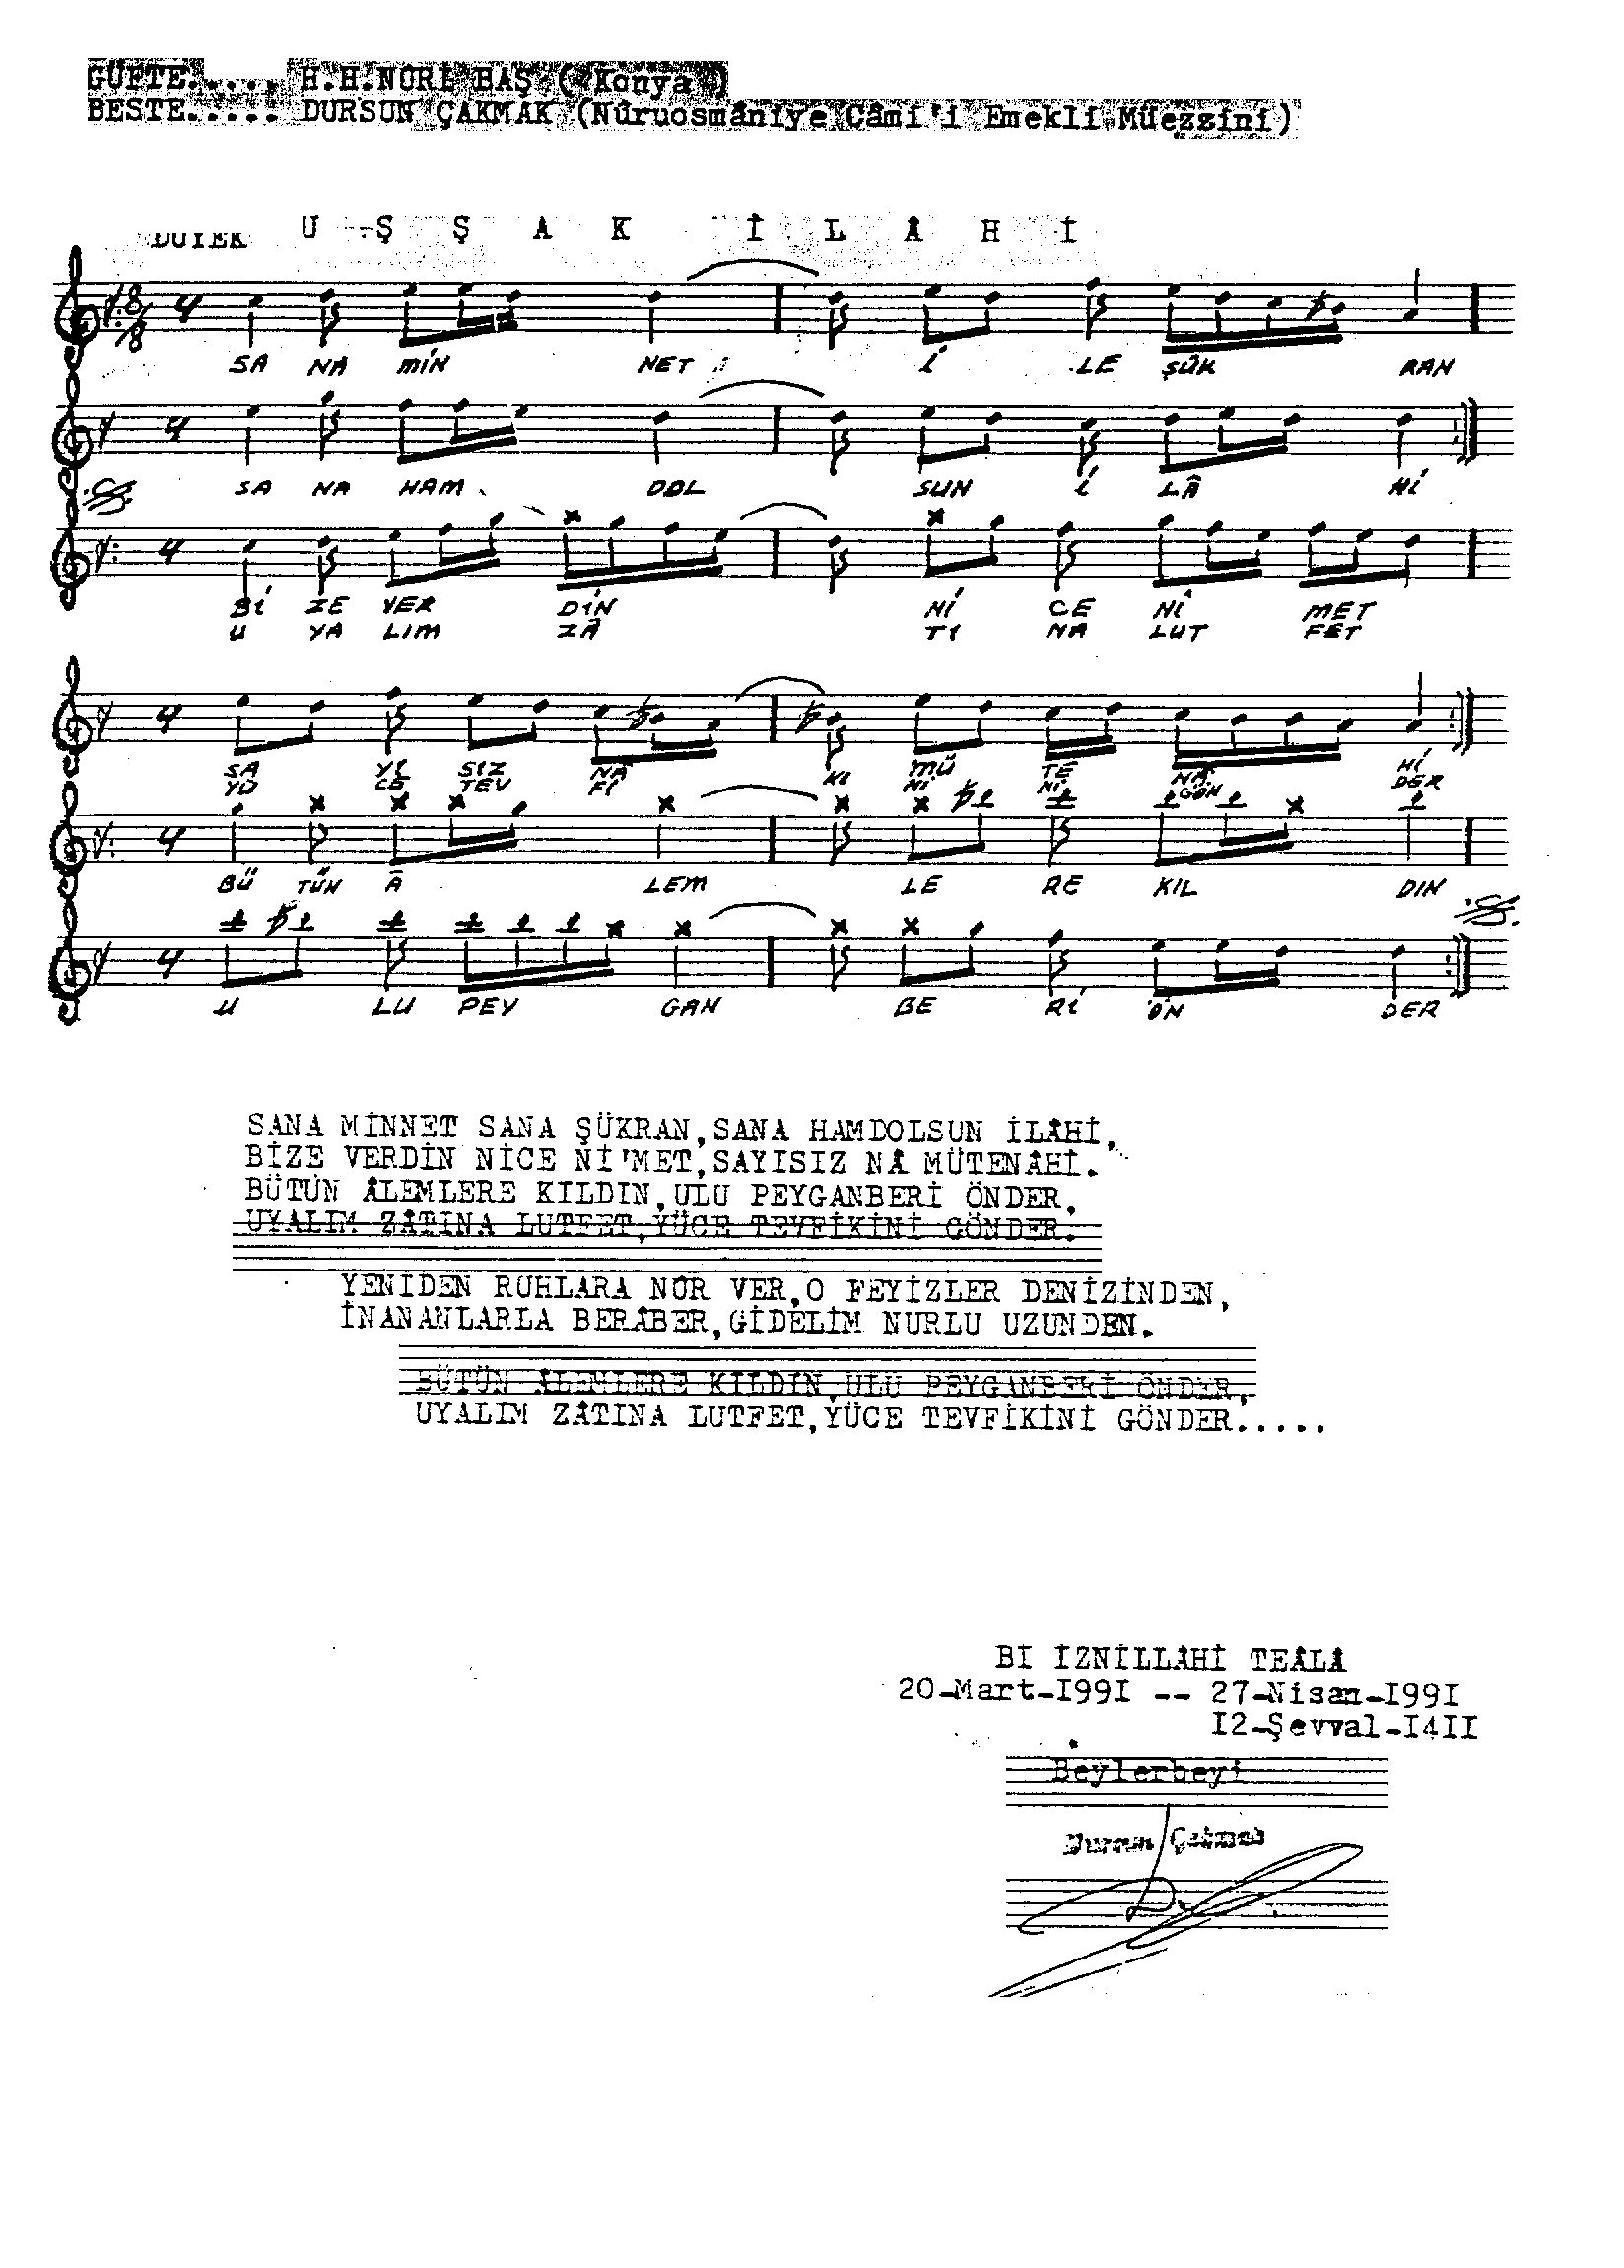 GÜFTE..... H.H.NÛRİ BAŞ ( Konya )
BESTE..... DURSUN ÇAKMAK (Nûruosmâniye Câmi'i Emekli Müezzini)
DÜYEK U Ş Ş A K İ L Â H İ
8/8
SA NA MİN NET İ LE ŞÜK RAN
SA NA HAM DOL SUN İ LÂ Hİ
Bİ ZE VER DİN Nİ CE Nİ MET
U YA LIM ZÂ TI NA LUT FET
SA YI SIZ NÂ MÜ TE NÂ Hİ
YÜ CE TEV Fİ Kİ Nİ Nİ GÖN DER
BÜ TÜN Â LEM LE RE KIL DIN
U LU PEY GAN BE Rİ ÖN DER
SANA MİNNET SANA ŞÜKRAN,SANA HAMDOLSUN İLÂHİ,
BİZE VERDİN NİCE Nİ'MET,SAYISIZ NÂ MÜTENÂHİ.
BÜTÜN ÂLEMLERE KILDIN,ULU PEYGANBERİ ÖNDER,
UYALIM ZÂTINA LUTFET,YÜCE TEVFİKİNİ GÖNDER.
YENİDEN RUHLARA NÛR VER,O FEYİZLER DENİZİNDEN,
İNANANLARLA BERÂBER,GİDELİM NURLU UZUNDEN.
BÜTÜN ÂLEMLERE KILDIN,ULU PEYGANBERİ ÖNDER,
UYALIM ZÂTINA LUTFET,YÜCE TEVFİKİNİ GÖNDER.....
BI İZNİLLÂHİ TEÂLÂ
20-Mart-I99I -- 27-Nisan-I99I
I2-Şevval-I4II
Beylerbeyi
Dursun Çakmak